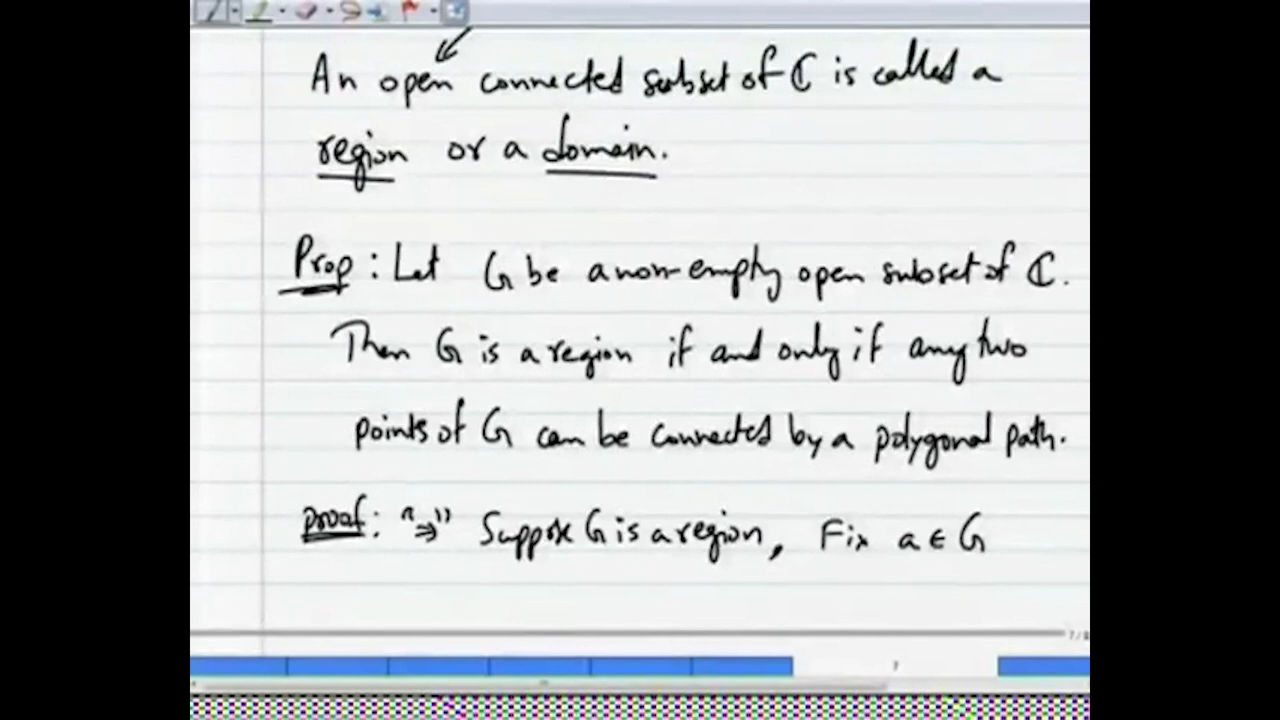 An open connected subset of ℂ is called a
region or a domain.
Prop : Let G be a non-empty open subset of ℂ.
Then G is a region if and only if any two
points of G can be connected by a polygonal path.
proof : "⇒" Suppose G is a region, Fix a ∈ G
7